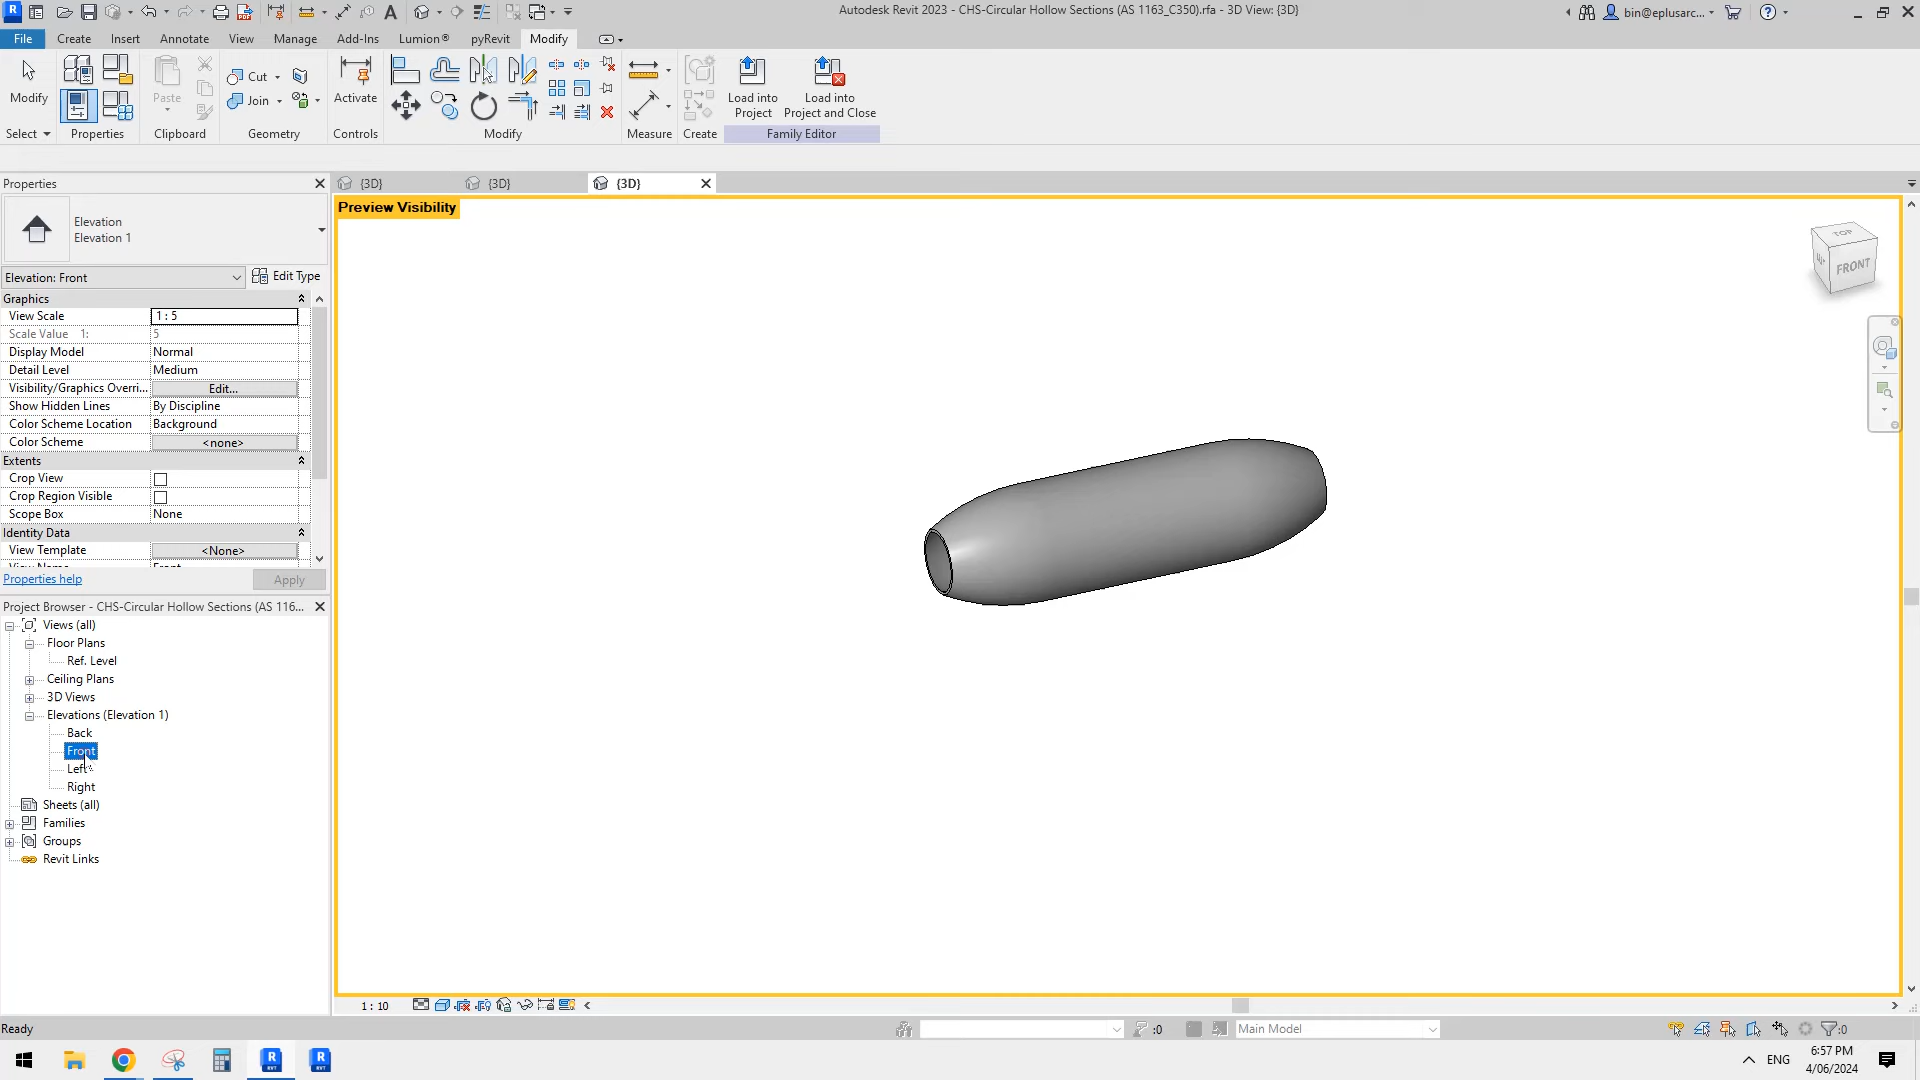 Autodesk Revit 2023 - CHS-Circular Hollow Sections (AS 1163_C350).rfa - 3D View: {3D}
bin@eplusarc...
File Create Insert Annotate View Manage Add-Ins Lumion® pyRevit Modify
Modify
Paste
Cut
Join
Activate
Load into Project
Load into Project and Close
Select Properties Clipboard Geometry Controls Modify Measure Create Family Editor
Properties
{3D} {3D} {3D}
Preview Visibility
Elevation
Elevation 1
Elevation: Front
Edit Type
Graphics
View Scale 1 : 5
Scale Value 1: 5
Display Model Normal
Detail Level Medium
Visibility/Graphics Overri... Edit...
Show Hidden Lines By Discipline
Color Scheme Location Background
Color Scheme <none>
Extents
Crop View
Crop Region Visible
Scope Box None
Identity Data
View Template <None>
View Name Front
Properties help Apply
TOP
FRONT
Project Browser - CHS-Circular Hollow Sections (AS 116...
Views (all)
Floor Plans
Ref. Level
Ceiling Plans
3D Views
Elevations (Elevation 1)
Back
Front
Left
Right
Sheets (all)
Families
Groups
Revit Links
1 : 10
Ready
:0
Main Model
:0
ENG
6:57 PM
4/06/2024